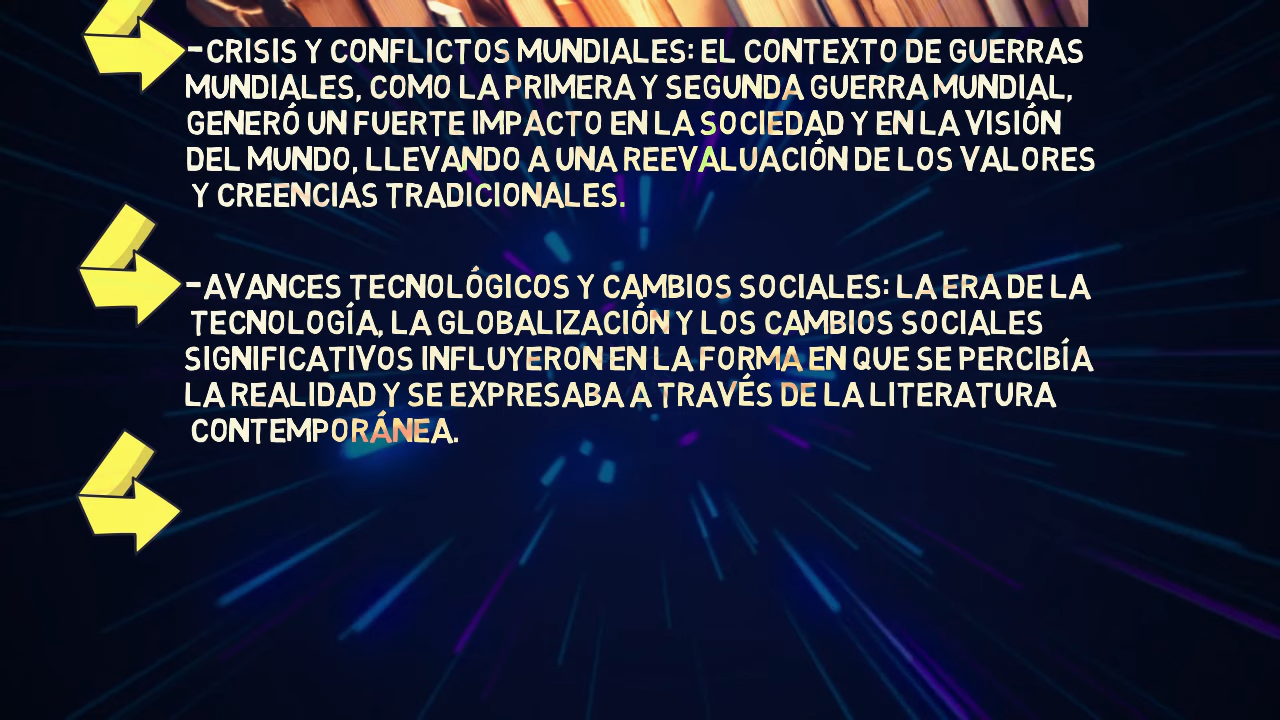 -CRISIS Y CONFLICTOS MUNDIALES: EL CONTEXTO DE GUERRAS
MUNDIALES, COMO LA PRIMERA Y SEGUNDA GUERRA MUNDIAL,
GENERÓ UN FUERTE IMPACTO EN LA SOCIEDAD Y EN LA VISIÓN
DEL MUNDO, LLEVANDO A UNA REEVALUACIÓN DE LOS VALORES
Y CREENCIAS TRADICIONALES.
-AVANCES TECNOLÓGICOS Y CAMBIOS SOCIALES: LA ERA DE LA
TECNOLOGÍA, LA GLOBALIZACIÓN Y LOS CAMBIOS SOCIALES
SIGNIFICATIVOS INFLUYERON EN LA FORMA EN QUE SE PERCIBÍA
LA REALIDAD Y SE EXPRESABA A TRAVÉS DE LA LITERATURA
CONTEMPORÁNEA.